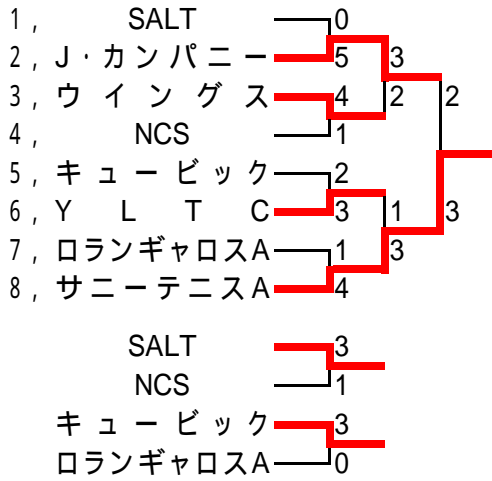 1, SALT 0
2, J・カンパニー 5 3
3, ウイングス 4 2 2
4, NCS 1
5, キュービック 2
6, YLTC 3 1 3
7, ロランギャロスA 1 3
8, サニーテニスA 4
SALT 3
NCS 1
キュービック 3
ロランギャロスA 0